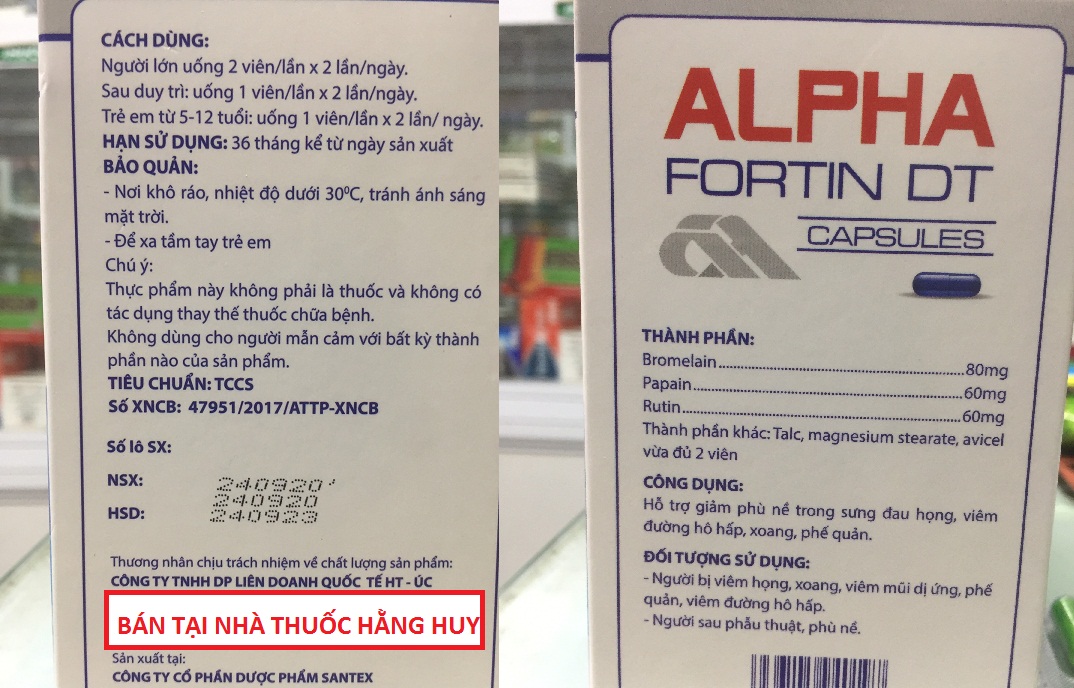 CÁCH DÙNG:
Người lớn uống 2 viên/lần x 2 lần/ngày.
Sau duy trì: uống 1 viên/lần x 2 lần/ngày.
Trẻ em từ 5-12 tuổi: uống 1 viên/lần x 2 lần/ ngày.
HẠN SỬ DỤNG: 36 tháng kể từ ngày sản xuất
BẢO QUẢN:
- Nơi khô ráo, nhiệt độ dưới 30⁰C, tránh ánh sáng
mặt trời.
- Để xa tầm tay trẻ em
Chú ý:
Thực phẩm này không phải là thuốc và không có
tác dụng thay thế thuốc chữa bệnh.
Không dùng cho người mẫn cảm với bất kỳ thành
phần nào của sản phẩm.
TIÊU CHUẨN: TCCS
Số XNCB: 47951/2017/ATTP-XNCB
Số lô SX:
240920
NSX:
240920
HSD:
240923
Thương nhân chịu trách nhiệm về chất lượng sản phẩm:
CÔNG TY TNHH DP LIÊN DOANH QUỐC TẾ HT - ÚC
BÁN TẠI NHÀ THUỐC HẰNG HUY
Sản xuất tại:
CÔNG TY CỔ PHẦN DƯỢC PHẨM SANTEX
ALPHA
FORTIN DT
CAPSULES
THÀNH PHẦN:
Bromelain..........80mg
Papain..........60mg
Rutin..........60mg
Thành phần khác: Talc, magnesium stearate, avicel
vừa đủ 2 viên
CÔNG DỤNG:
Hỗ trợ giảm phù nề trong sưng đau họng, viêm
đường hô hấp, xoang, phế quản.
ĐỐI TƯỢNG SỬ DỤNG:
- Người bị viêm họng, xoang, viêm mũi dị ứng, phế
quản, viêm đường hô hấp.
- Người sau phẫu thuật, phù nề.